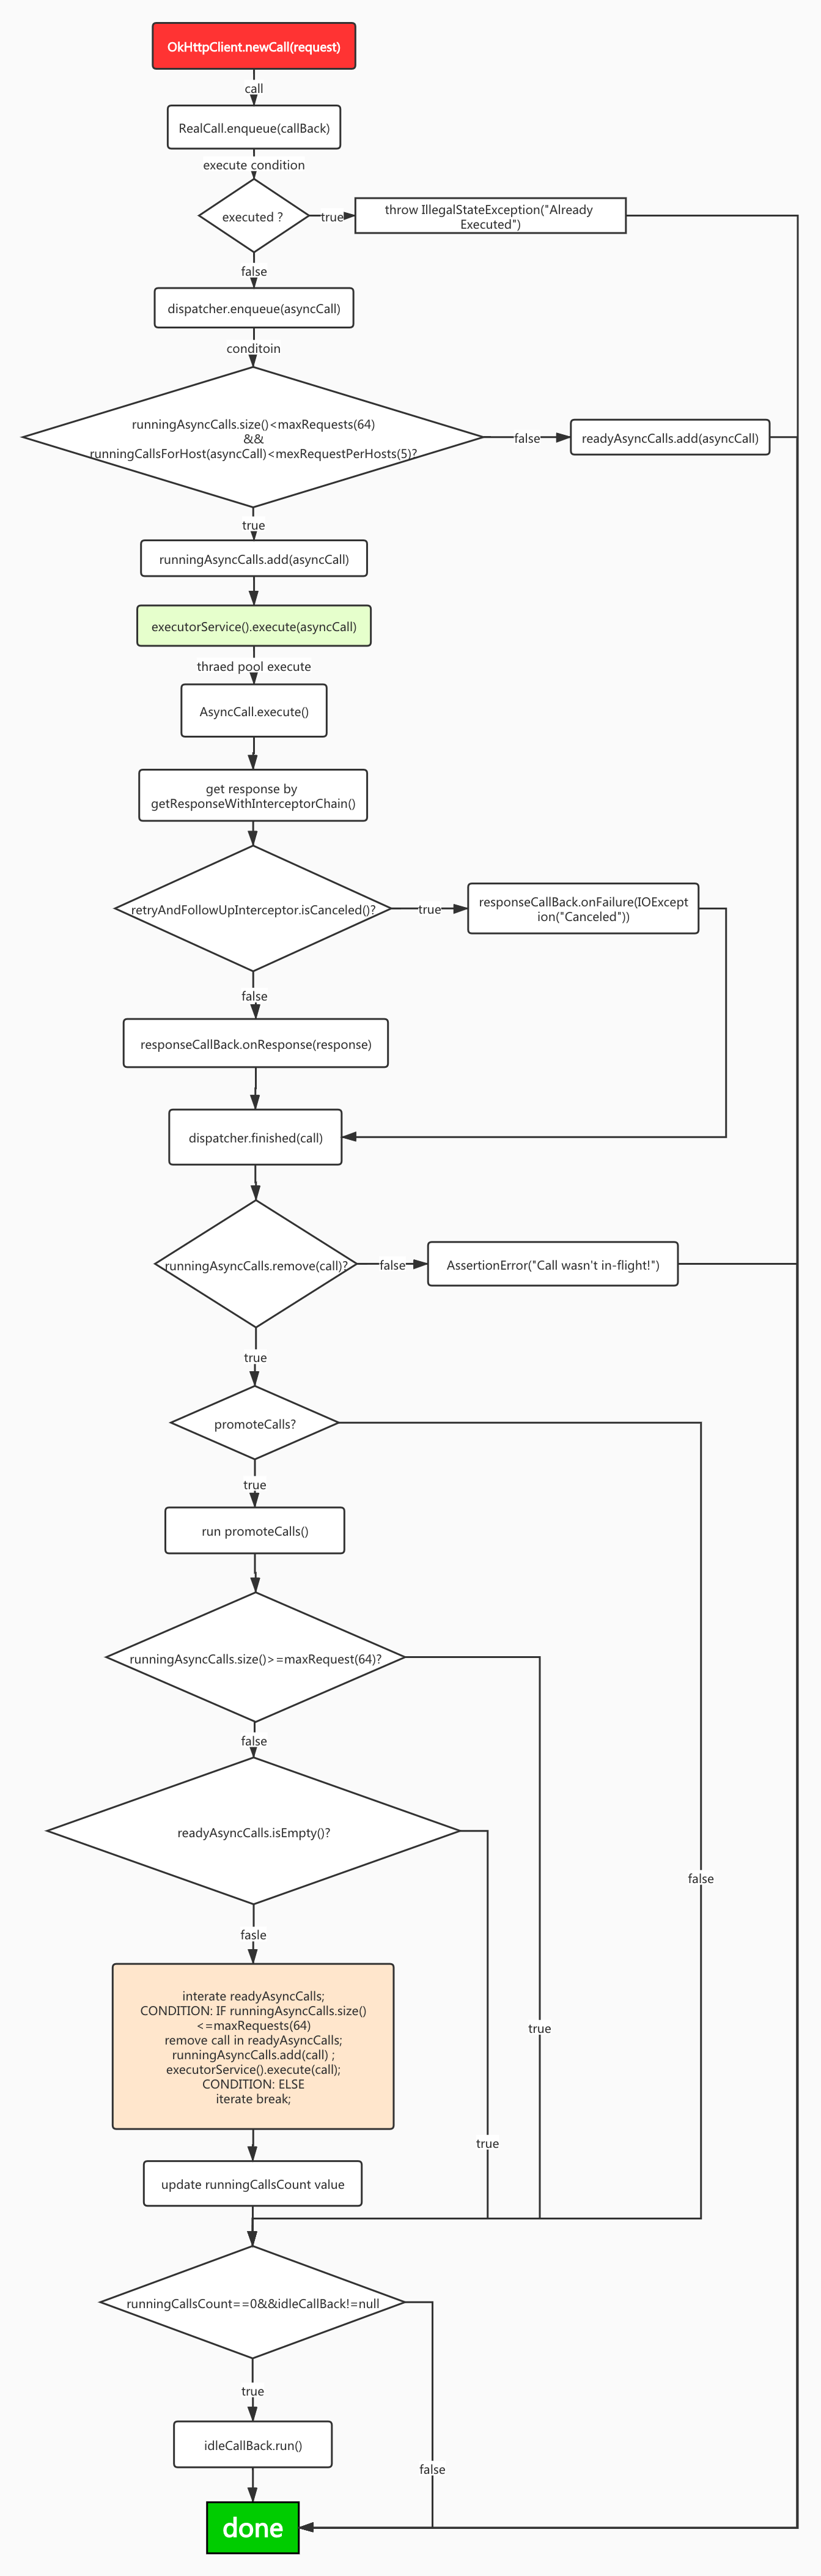 OkHttpClient.newCall(request)
call
RealCall.enqueue(callBack)
execute condition
executed ?
true
throw IllegalStateException("Already
Executed")
false
dispatcher.enqueue(asyncCall)
conditoin
runningAsyncCalls.size()<maxRequests(64)
&&
runningCallsForHost(asyncCall)<mexRequestPerHosts(5)?
false
readyAsyncCalls.add(asyncCall)
true
runningAsyncCalls.add(asyncCall)
executorService().execute(asyncCall)
thraed pool execute
AsyncCall.execute()
get response by
getResponseWithInterceptorChain()
retryAndFollowUpInterceptor.isCanceled()?
true
responseCallBack.onFailure(IOExcept
ion("Canceled"))
false
responseCallBack.onResponse(response)
dispatcher.finished(call)
runningAsyncCalls.remove(call)?
false
AssertionError("Call wasn't in-flight!")
true
promoteCalls?
true
run promoteCalls()
runningAsyncCalls.size()>=maxRequest(64)?
false
readyAsyncCalls.isEmpty()?
false
fasle
interate readyAsyncCalls;
CONDITION: IF runningAsyncCalls.size()
<=maxRequests(64)
remove call in readyAsyncCalls;
runningAsyncCalls.add(call) ;
executorService().execute(call);
CONDITION: ELSE
iterate break;
true
true
update runningCallsCount value
runningCallsCount==0&&idleCallBack!=null
true
idleCallBack.run()
false
done